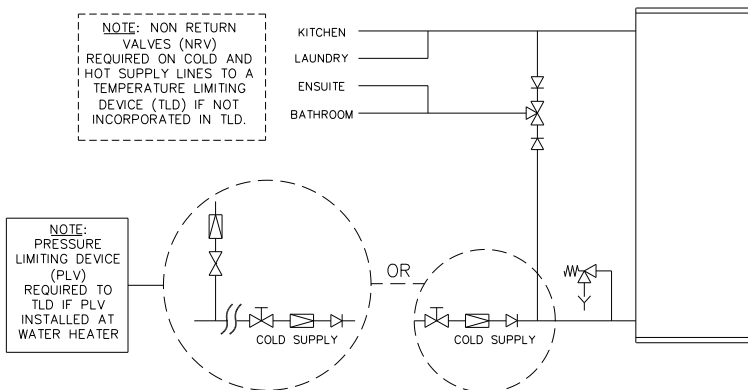 NOTE: NON RETURN
VALVES (NRV)
REQUIRED ON COLD AND
HOT SUPPLY LINES TO A
TEMPERATURE LIMITING
DEVICE (TLD) IF NOT
INCORPORATED IN TLD.
KITCHEN
LAUNDRY
ENSUITE
BATHROOM
NOTE:
PRESSURE
LIMITING DEVICE
(PLV)
REQUIRED TO
TLD IF PLV
INSTALLED AT
WATER HEATER
OR
COLD SUPPLY
COLD SUPPLY